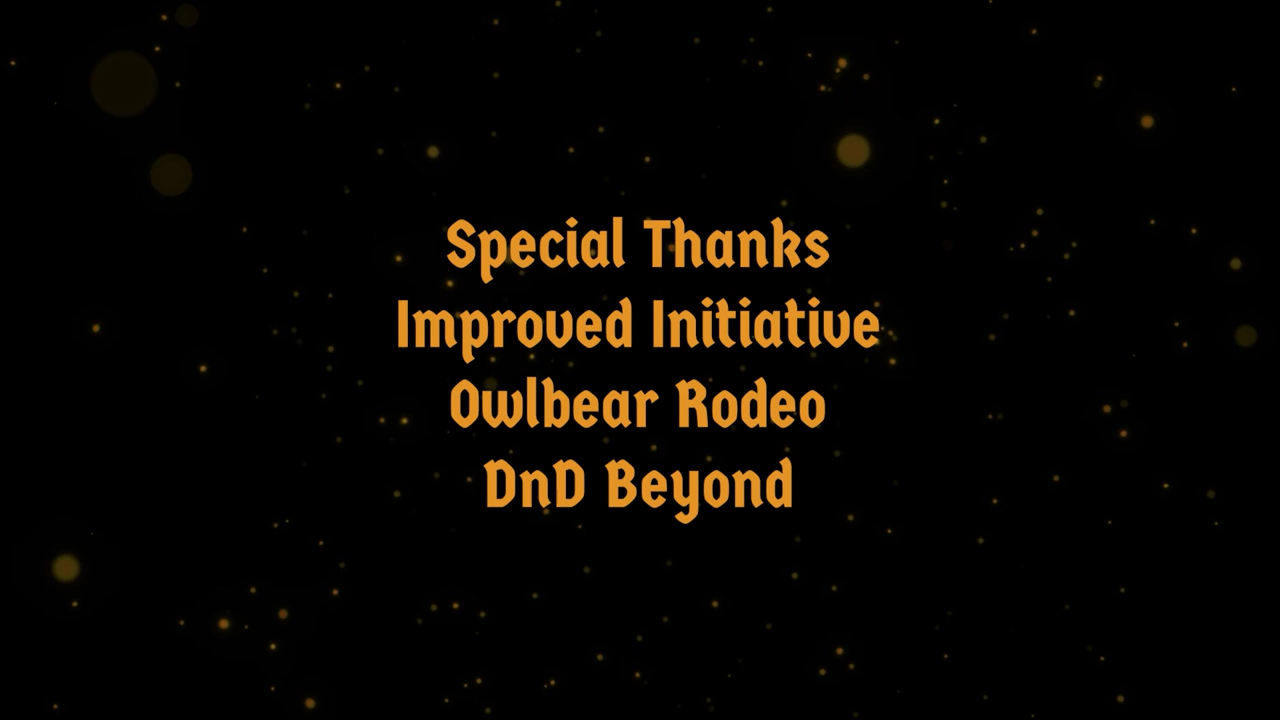 Special Thanks
Improved Initiative
Owlbear Rodeo
DnD Beyond